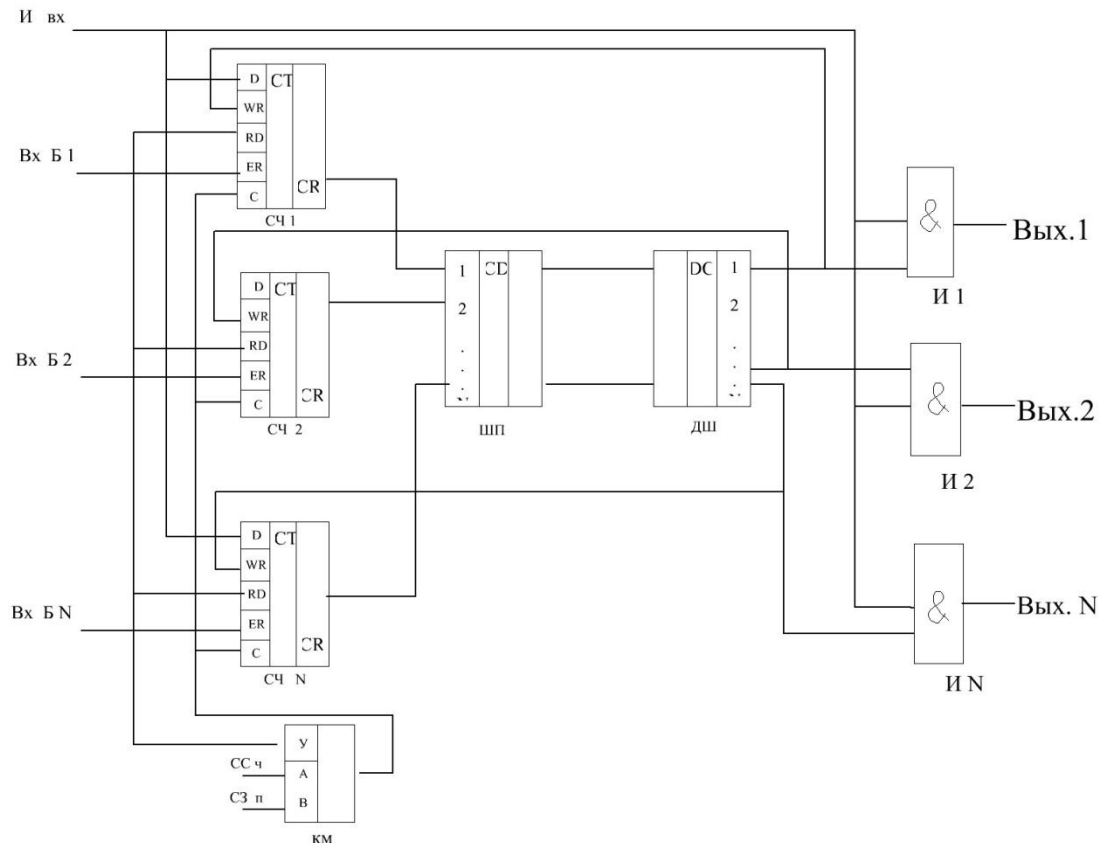 И вх
D
CT
WR
RD
Вх Б 1
ER
C
CR
СЧ 1
&
Вых.1
И 1
D
CT
WR
RD
Вх Б 2
ER
C
CR
СЧ 2
1
CD
2
.
.
.
N
ШП
DC
1
2
.
.
.
N
ДШ
&
Вых.2
И 2
D
CT
WR
RD
Вх Б N
ER
C
CR
СЧ N
&
Вых. N
И N
У
СС ч
А
СЗ п
В
км